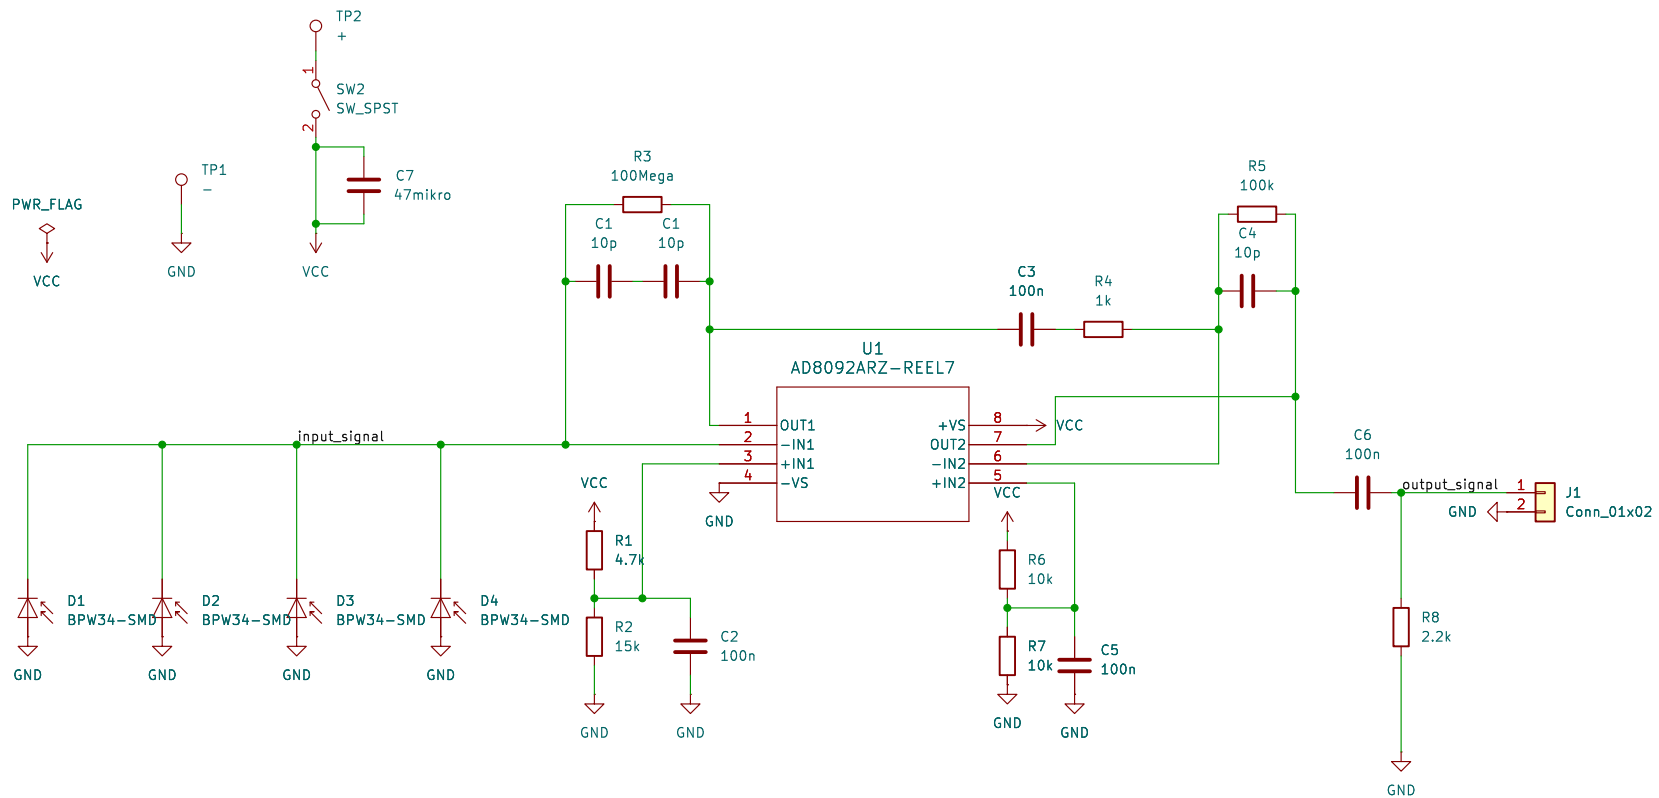 TP2
+
1
SW2
SW_SPST
2
TP1
-
C7
47mikro
PWR_FLAG
VCC
GND
VCC
R3
100Mega
C1
10p
C1
10p
R5
100k
C4
10p
C3
100n
R4
1k
U1
AD8092ARZ-REEL7
1
OUT1
2
-IN1
3
+IN1
4
-VS
+VS
8
VCC
OUT2
7
-IN2
6
+IN2
5
GND
input_signal
VCC
R1
4.7k
R2
15k
C2
100n
GND
GND
VCC
R6
10k
R7
10k
C5
100n
GND
GND
C6
100n
output_signal
1
2
GND
J1
Conn_01x02
R8
2.2k
GND
D1
BPW34-SMD
GND
D2
BPW34-SMD
GND
D3
BPW34-SMD
GND
D4
BPW34-SMD
GND